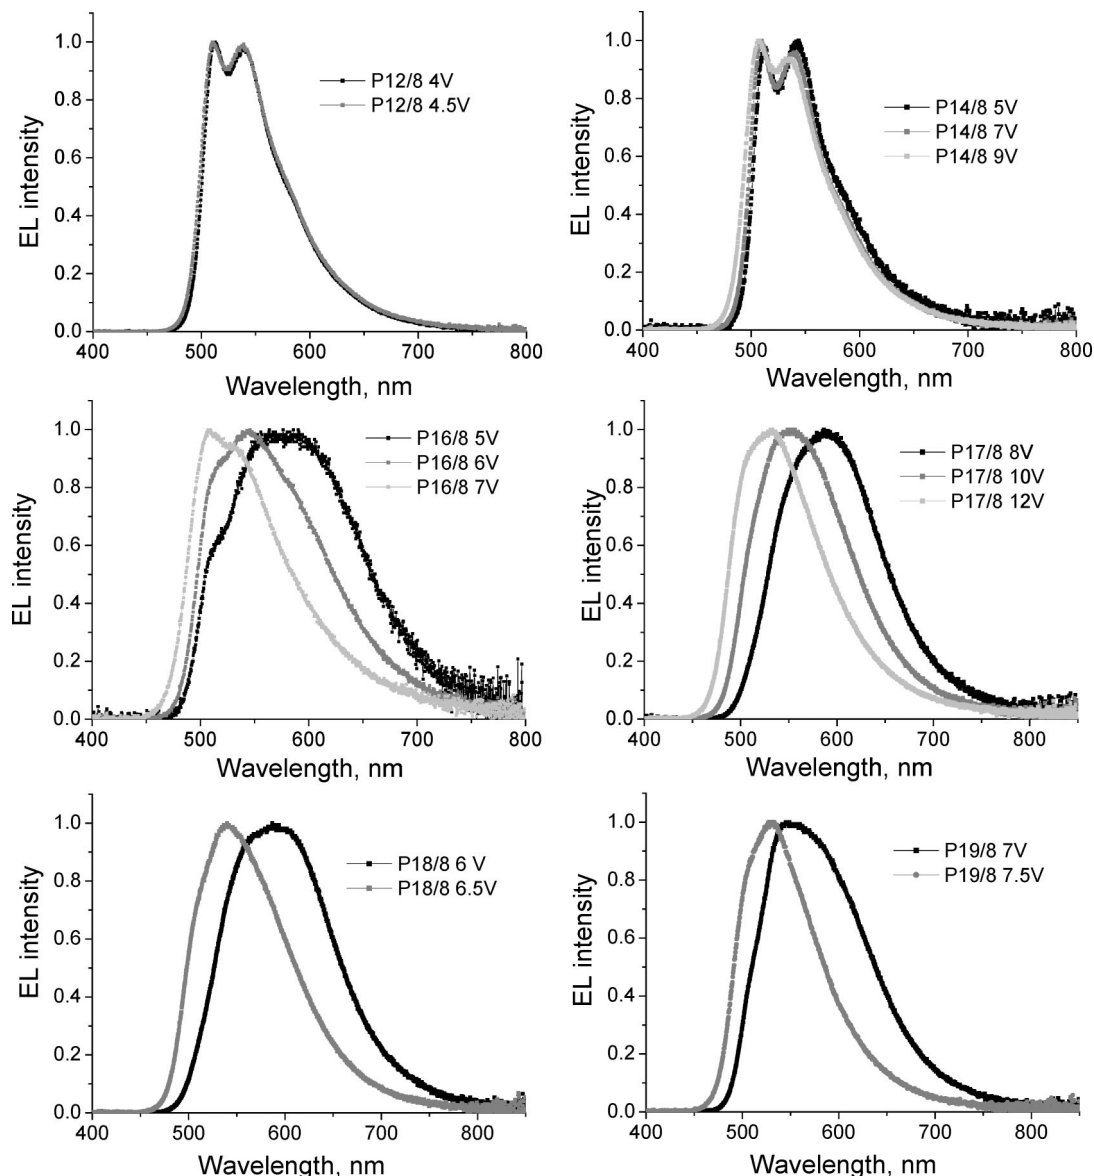 EL intensity
1.0
0.8
0.6
0.4
0.2
0.0
P12/8 4V
P12/8 4.5V
400 500 600 700 800
Wavelength, nm
EL intensity
1.0
0.8
0.6
0.4
0.2
0.0
P14/8 5V
P14/8 7V
P14/8 9V
400 500 600 700 800
Wavelength, nm
EL intensity
1.0
0.8
0.6
0.4
0.2
0.0
P16/8 5V
P16/8 6V
P16/8 7V
400 500 600 700 800
Wavelength, nm
EL intensity
1.0
0.8
0.6
0.4
0.2
0.0
P17/8 8V
P17/8 10V
P17/8 12V
400 500 600 700 800
Wavelength, nm
EL intensity
1.0
0.8
0.6
0.4
0.2
0.0
P18/8 6 V
P18/8 6.5V
400 500 600 700 800
Wavelength, nm
EL intensity
1.0
0.8
0.6
0.4
0.2
0.0
P19/8 7V
P19/8 7.5V
400 500 600 700 800
Wavelength, nm